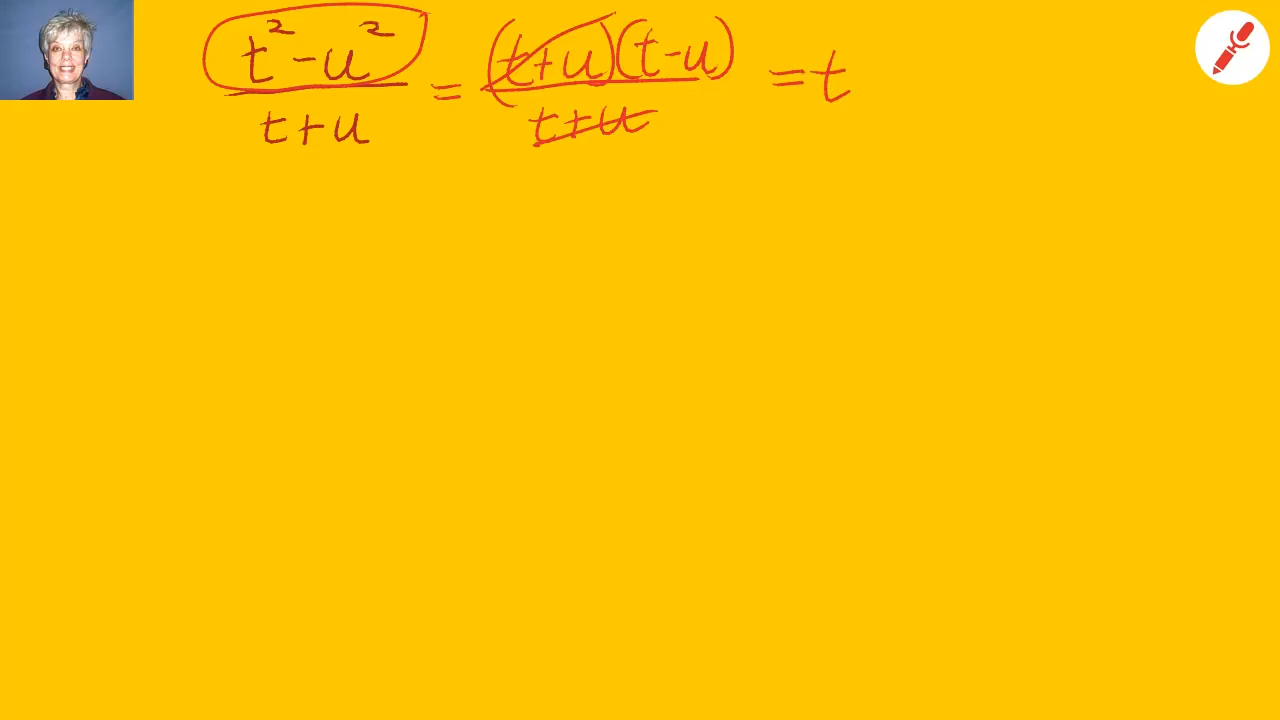 t² - u² / t + u = (t + u)(t - u) / t + u = t